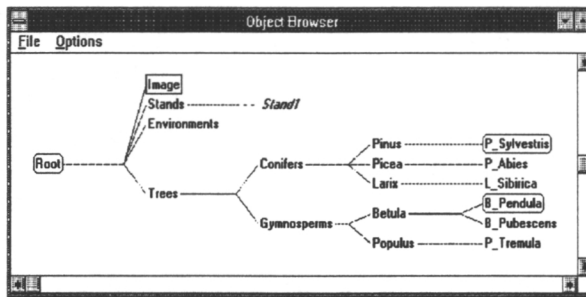 Object Browser
File Options
Image
Stands Stand1
Environments
Root
Trees
Conifers
Pinus P_Sylvestris
Picea P_Abies
Larix L_Sibirica
Gymnosperms
Betula B_Pendula
B_Pubescens
Populus P_Tremula